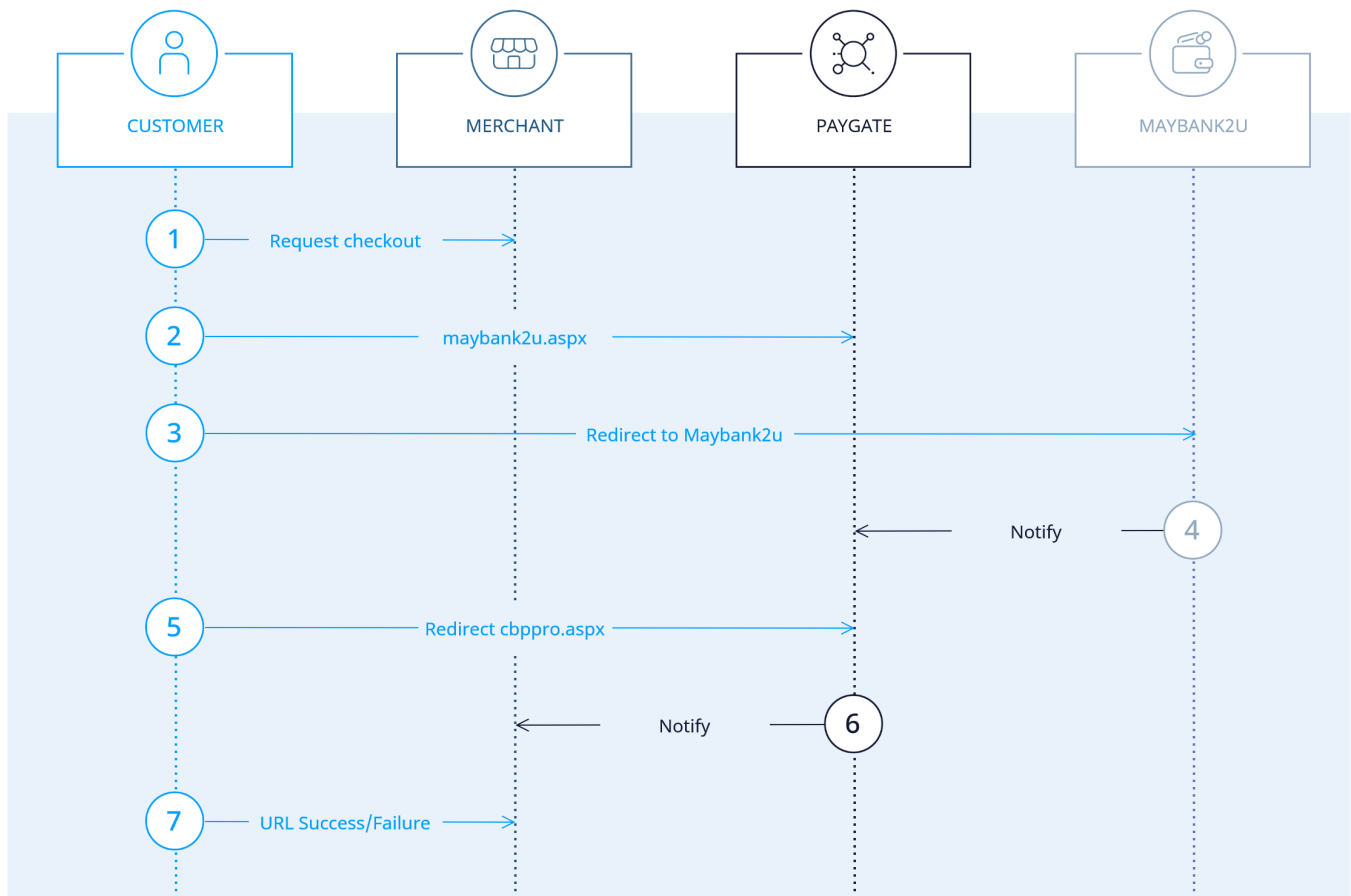 CUSTOMER
MERCHANT
PAYGATE
MAYBANK2U
1
Request checkout
2
maybank2u.aspx
3
Redirect to Maybank2u
Notify
4
5
Redirect cbppro.aspx
Notify
6
7
URL Success/Failure